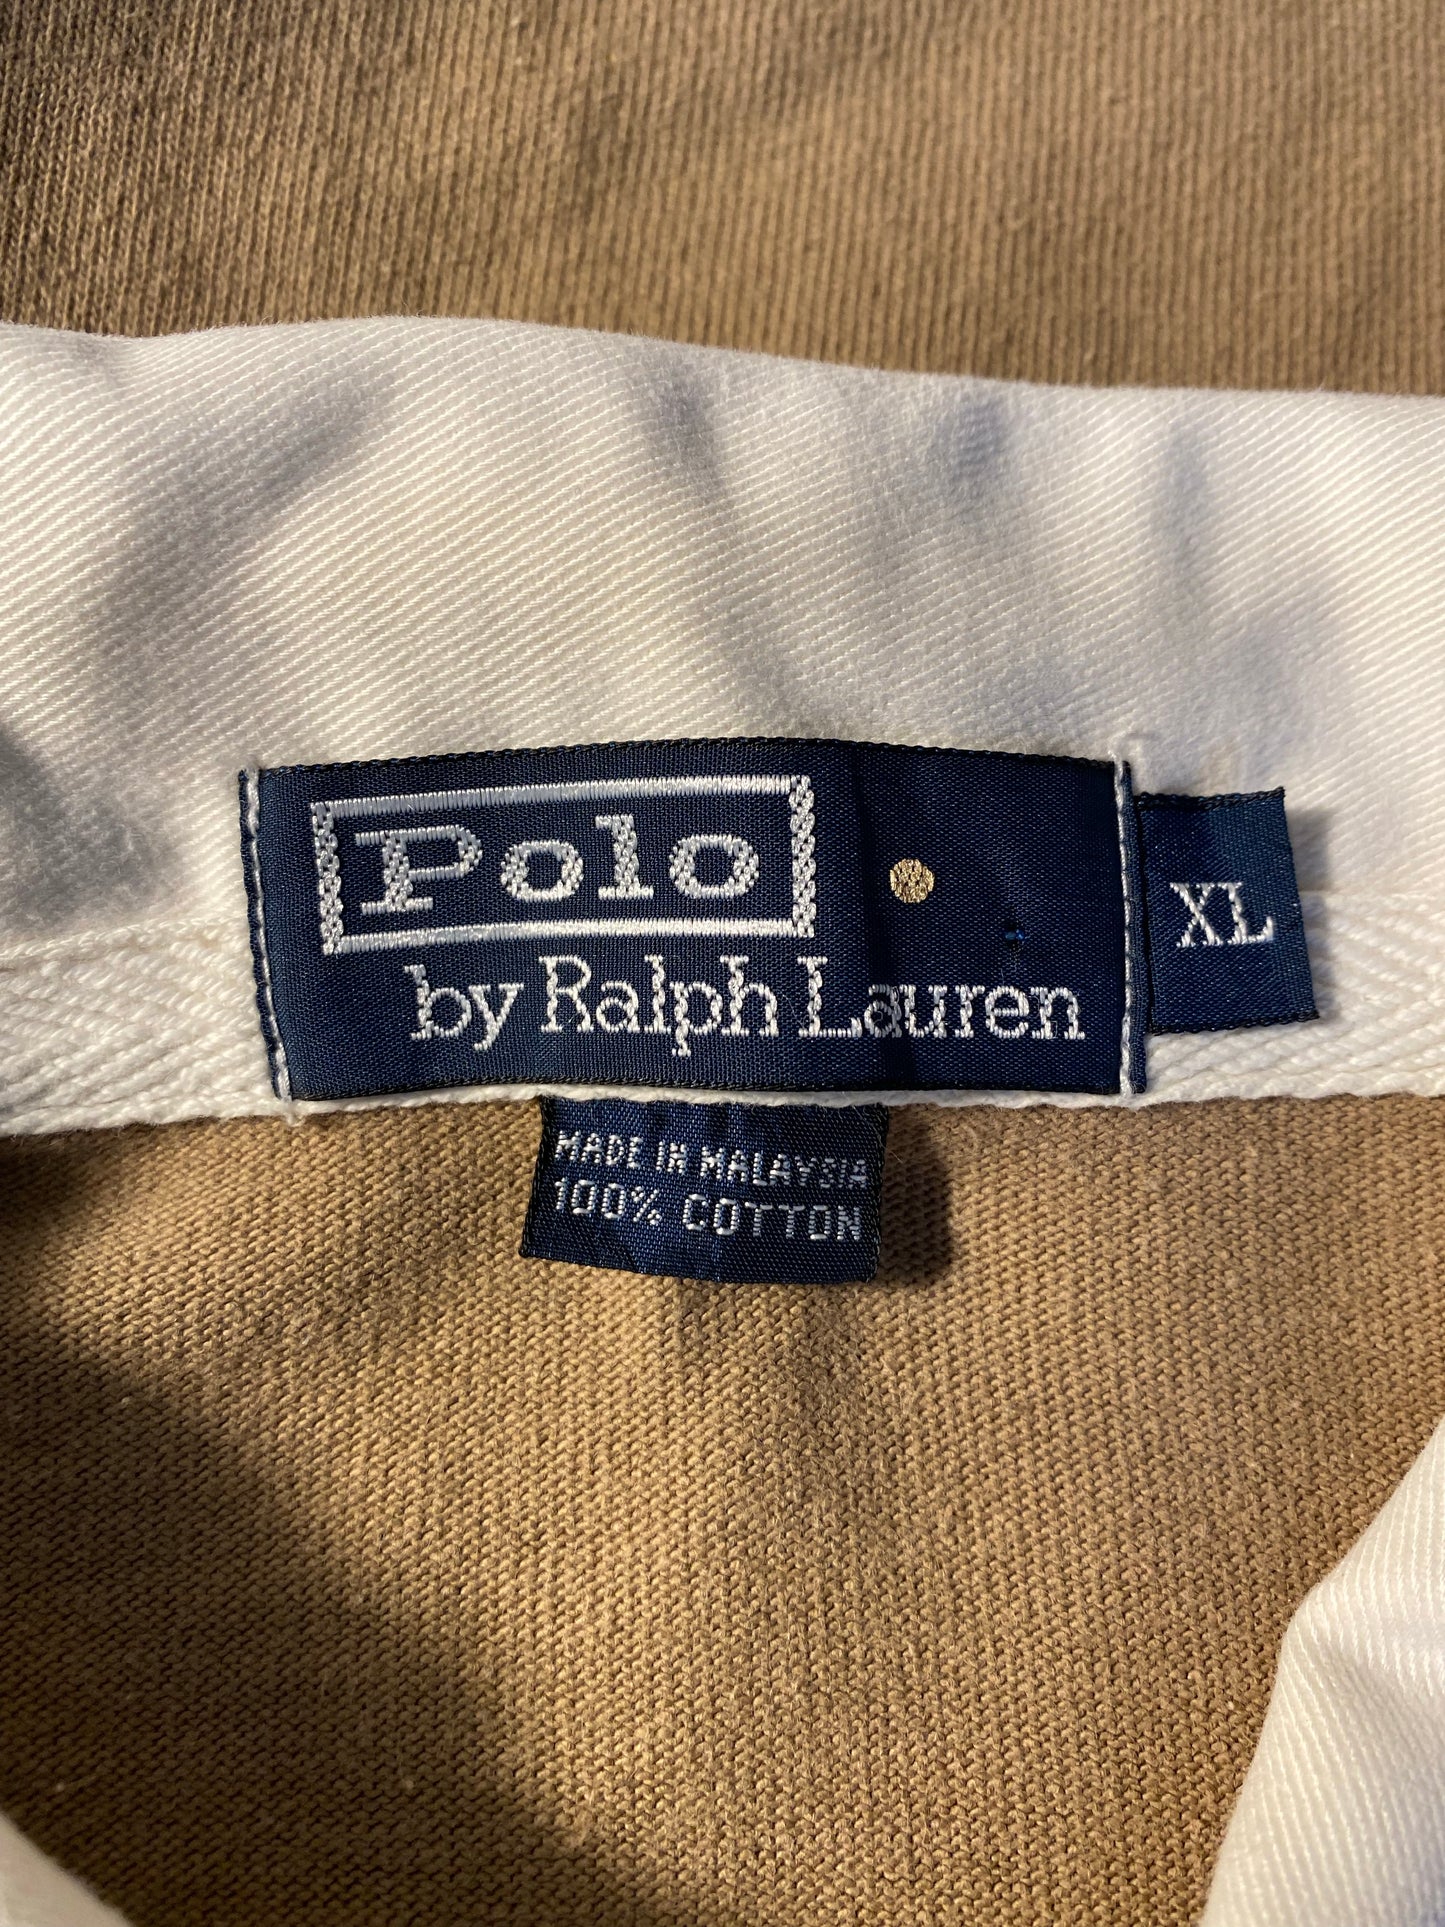 Polo
by Ralph Lauren
XL
MADE IN MALAYSIA
100% COTTON